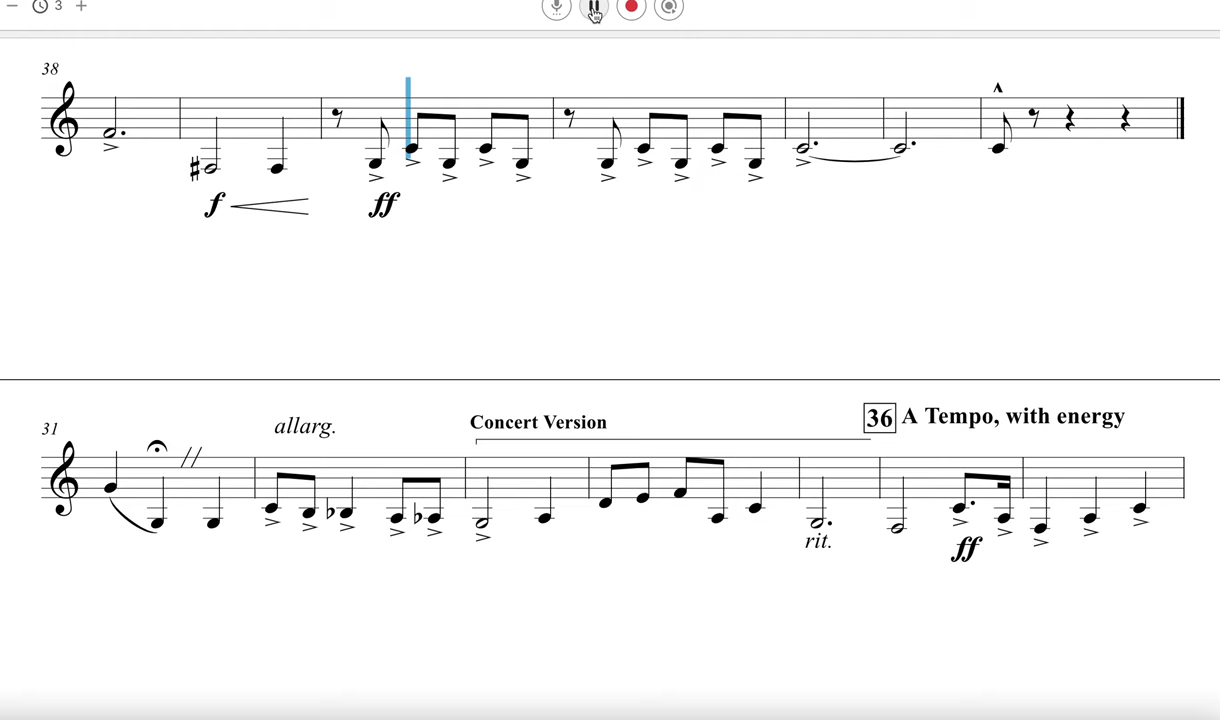 3
38
f ff
31
allarg.
Concert Version
36 A Tempo, with energy
rit.
ff